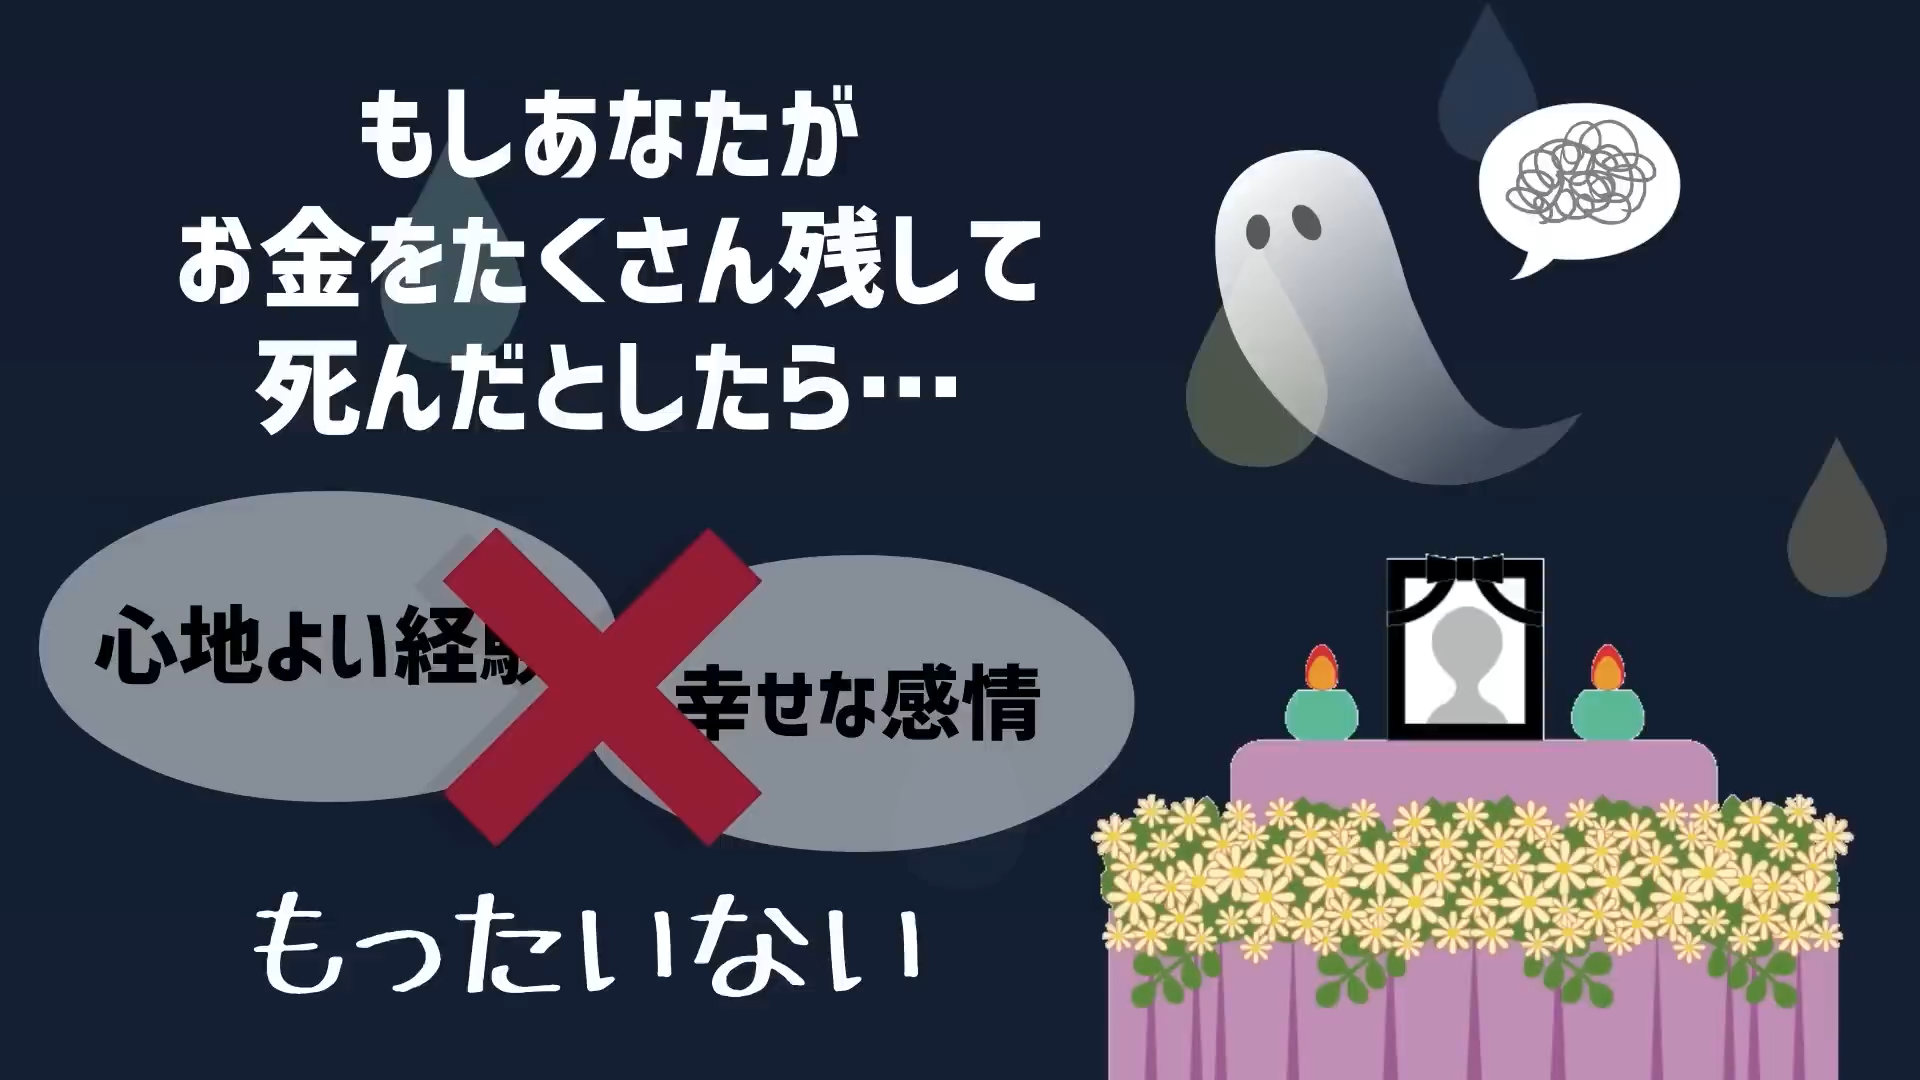 もしあなたが
お金をたくさん残して
死んだとしたら…
心地よい経験
幸せな感情
もったいない